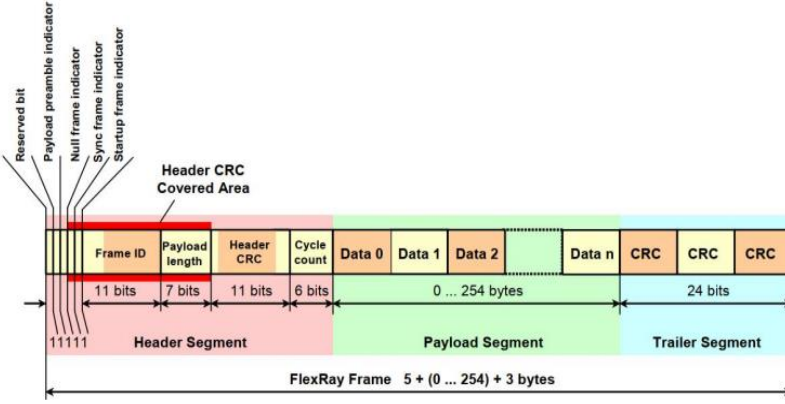 Reserved bit
Payload preamble indicator
Null frame indicator
Sync frame indicator
Startup frame indicator
Header CRC
Covered Area
Frame ID
Payload
length
Header
CRC
Cycle
count
Data 0
Data 1
Data 2
Data n
CRC
CRC
CRC
11 bits
7 bits
11 bits
6 bits
0 ... 254 bytes
24 bits
11111
Header Segment
Payload Segment
Trailer Segment
FlexRay Frame 5 + (0 ... 254) + 3 bytes